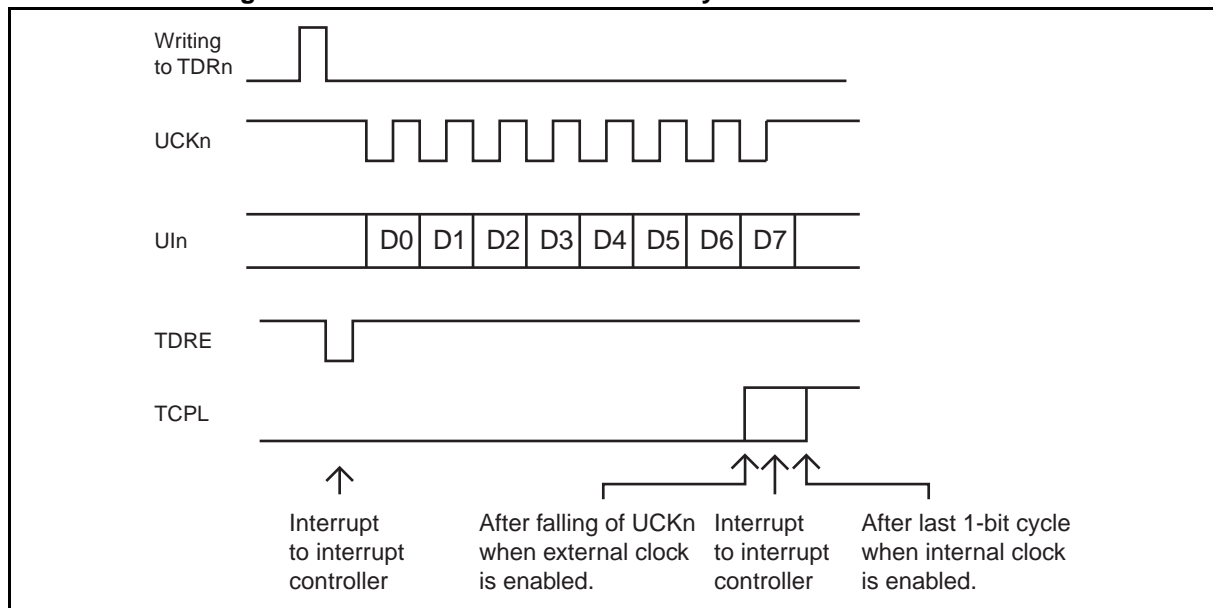 Writing
to TDRn
UCKn
UIn
D0 D1 D2 D3 D4 D5 D6 D7
TDRE
TCPL
Interrupt
to interrupt
controller
After falling of UCKn
when external clock
is enabled.
Interrupt
to interrupt
controller
After last 1-bit cycle
when internal clock
is enabled.